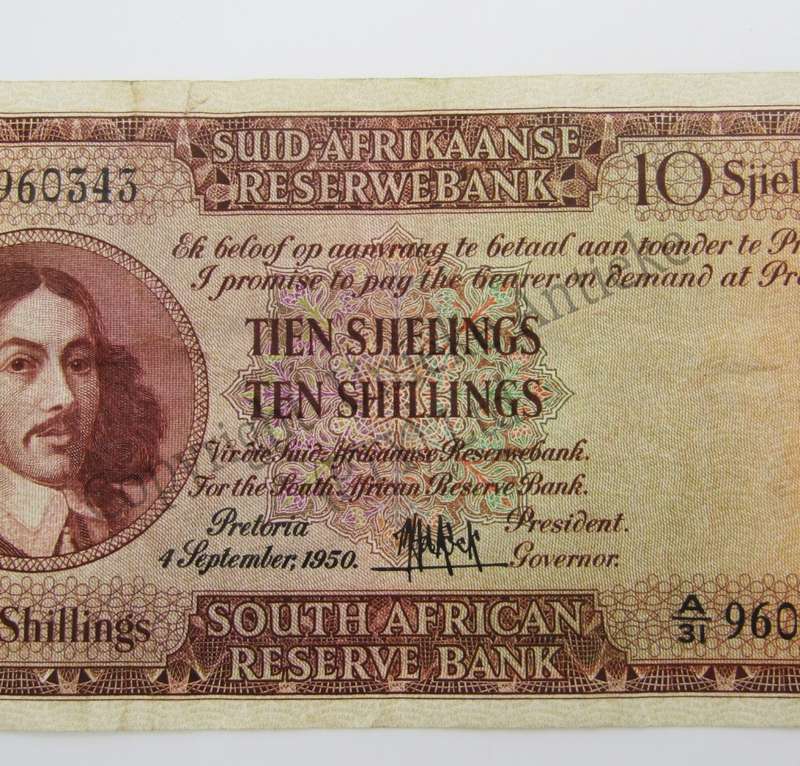 SUID-AFRIKAANSE
RESERWEBANK
960343
10 Sjiel
Ek beloof op aanvraag te betaal aan toonder te Pr
I promise to pay the bearer on demand at Pre
TIEN SJIELINGS
TEN SHILLINGS
Vir die Suid-Afrikaanse Reserwebank.
For the South African Reserve Bank.
Pretoria
President.
4 September, 1950.
Governor.
Shillings
SOUTH AFRICAN
RESERVE BANK
A/31 960